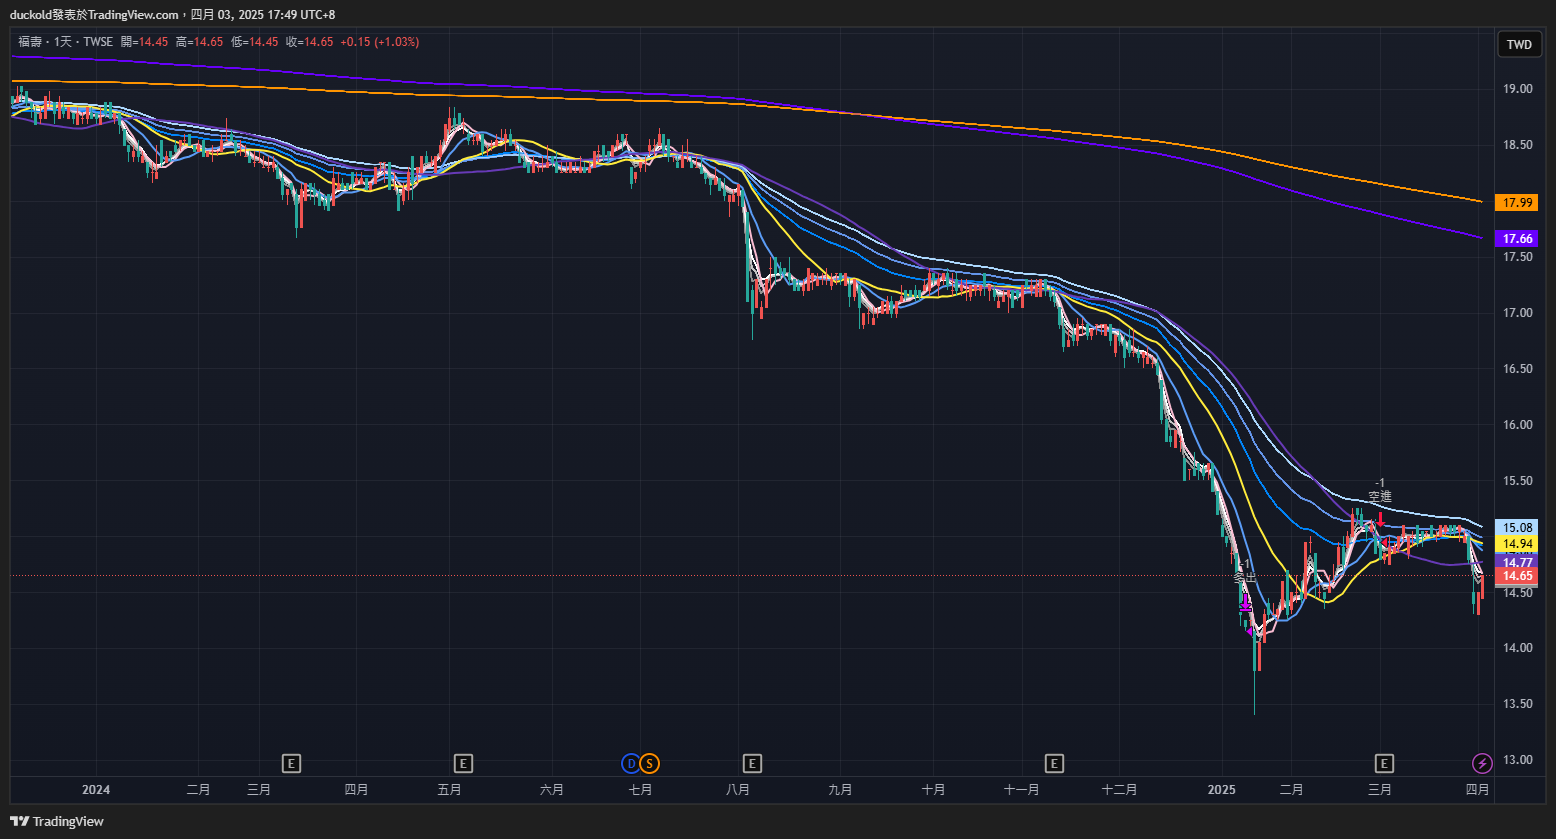 duckold發表於TradingView.com，四月 03, 2025 17:49 UTC+8
福壽 · 1天 · TWSE 開=14.45 高=14.65 低=14.45 收=14.65 +0.15 (+1.03%)
TWD
19.00
18.50
17.99
17.66
17.50
17.00
16.50
16.00
15.50
-1
空進
15.08
14.94
14.77
-1
多出
14.65
14.50
14.00
13.50
13.00
E E D S E E E
2024 二月 三月 四月 五月 六月 七月 八月 九月 十月 十一月 十二月 2025 二月 三月 四月
TradingView